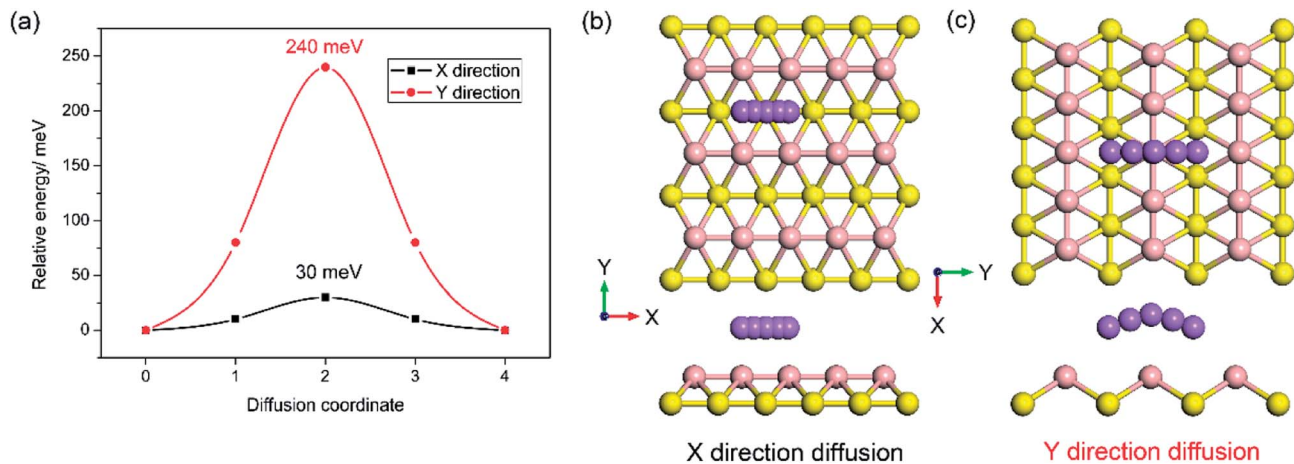 (a)
250
200
150
100
50
0
Relative energy/ meV
240 meV
30 meV
X direction
Y direction
0 1 2 3 4
Diffusion coordinate
(b)
Y
X
X direction diffusion
(c)
Y
X
Y direction diffusion